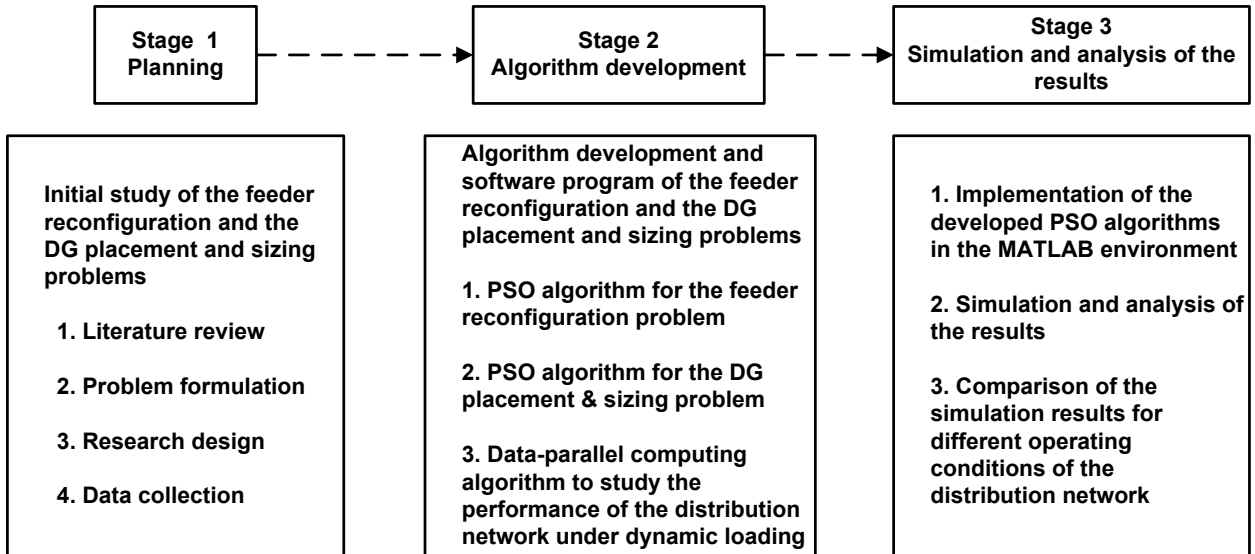 Stage 1
Planning
Stage 2
Algorithm development
Stage 3
Simulation and analysis of the
results
Initial study of the feeder
reconfiguration and the
DG placement and sizing
problems
1. Literature review
2. Problem formulation
3. Research design
4. Data collection
Algorithm development and
software program of the feeder
reconfiguration and the DG
placement and sizing problems
1. PSO algorithm for the feeder
reconfiguration problem
2. PSO algorithm for the DG
placement & sizing problem
3. Data-parallel computing
algorithm to study the
performance of the distribution
network under dynamic loading
1. Implementation of the
developed PSO algorithms
in the MATLAB environment
2. Simulation and analysis of
the results
3. Comparison of the
simulation results for
different operating
conditions of the
distribution network